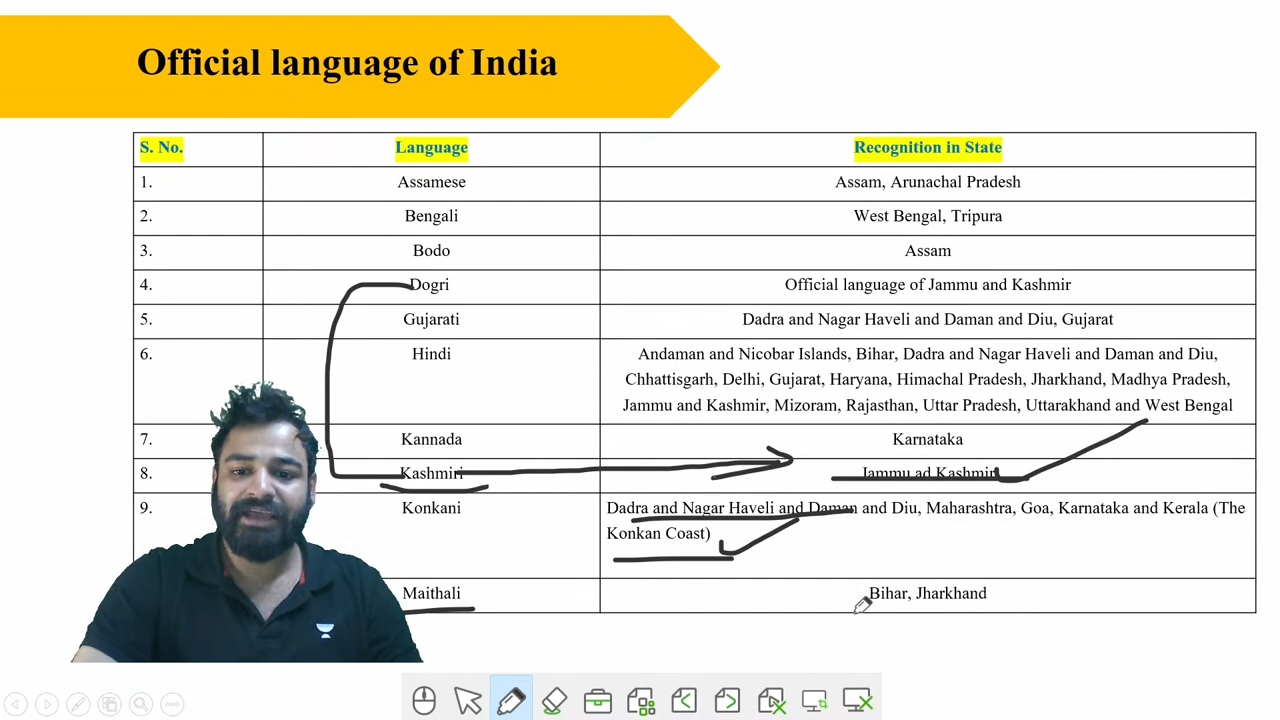 Official language of India
S. No. Language Recognition in State
1. Assamese Assam, Arunachal Pradesh
2. Bengali West Bengal, Tripura
3. Bodo Assam
4. Dogri Official language of Jammu and Kashmir
5. Gujarati Dadra and Nagar Haveli and Daman and Diu, Gujarat
6. Hindi Andaman and Nicobar Islands, Bihar, Dadra and Nagar Haveli and Daman and Diu,
Chhattisgarh, Delhi, Gujarat, Haryana, Himachal Pradesh, Jharkhand, Madhya Pradesh,
Jammu and Kashmir, Mizoram, Rajasthan, Uttar Pradesh, Uttarakhand and West Bengal
7. Kannada Karnataka
8. Kashmiri Jammu ad Kashmir
9. Konkani Dadra and Nagar Haveli and Daman and Diu, Maharashtra, Goa, Karnataka and Kerala (The
Konkan Coast)
Maithali Bihar, Jharkhand